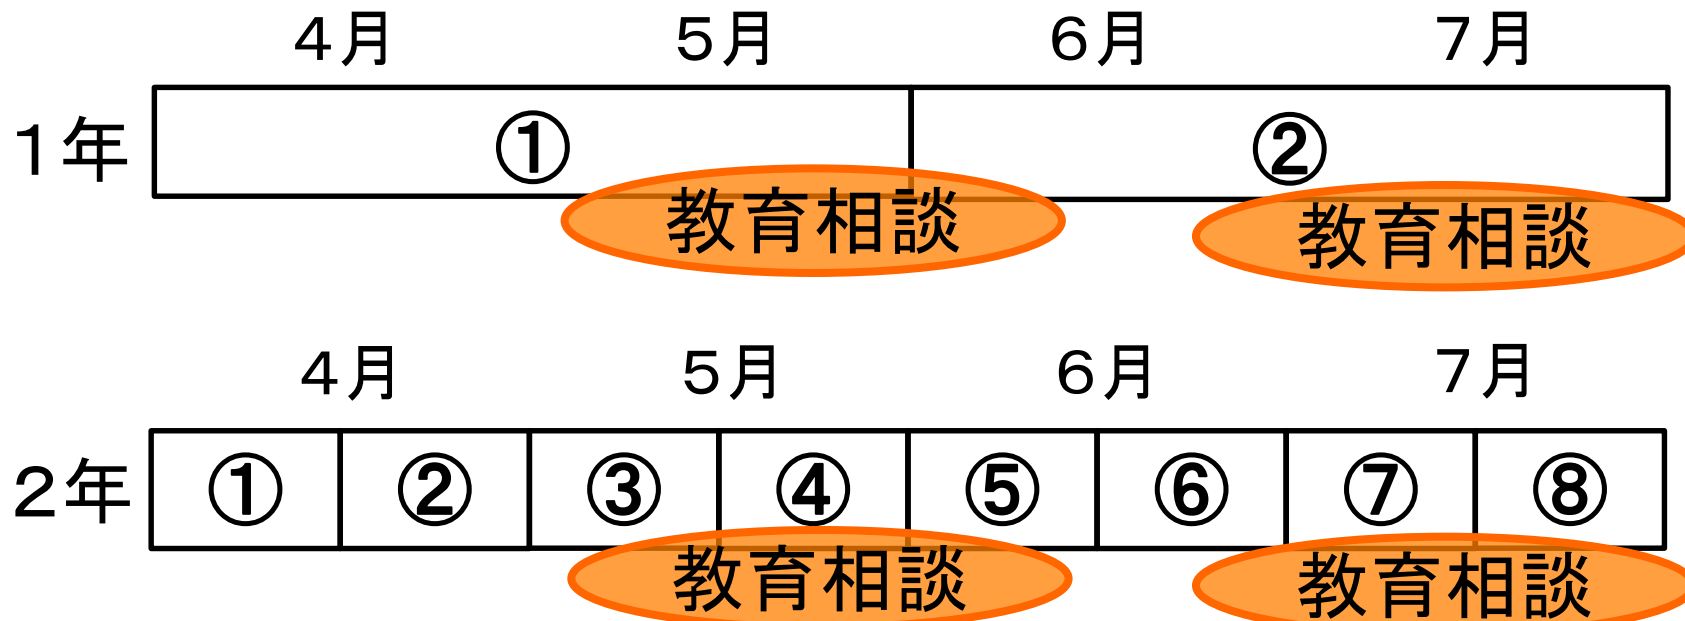 ４月 ５月 ６月 ７月
１年 ① ②
教育相談 教育相談
４月 ５月 ６月 ７月
２年 ① ② ③ ④ ⑤ ⑥ ⑦ ⑧
教育相談 教育相談